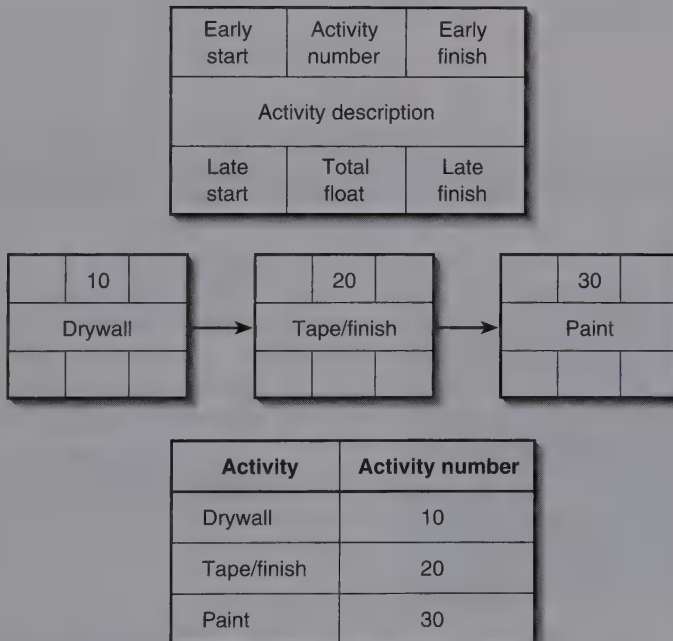 Early Activity Early
start number finish
Activity description
Late Total Late
start float finish
10 20 30
Drywall Tape/finish Paint
Activity Activity number
Drywall 10
Tape/finish 20
Paint 30